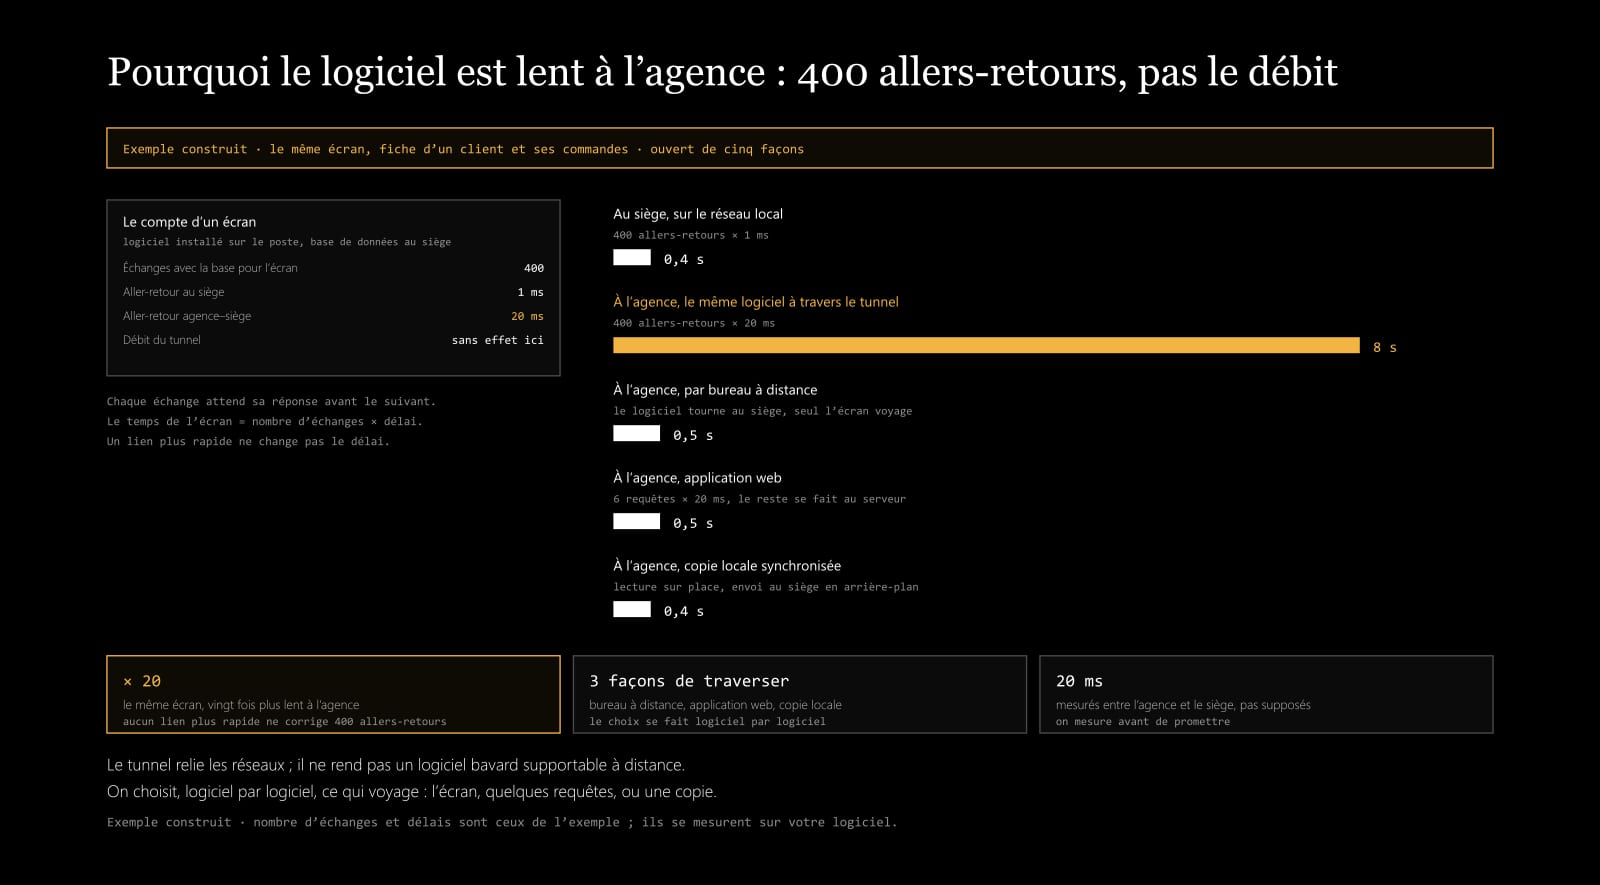 Pourquoi le logiciel est lent à l’agence : 400 allers-retours, pas le débit
Exemple construit · le même écran, fiche d’un client et ses commandes · ouvert de cinq façons
Le compte d’un écran
logiciel installé sur le poste, base de données au siège
Échanges avec la base pour l’écran 400
Aller-retour au siège 1 ms
Aller-retour agence–siège 20 ms
Débit du tunnel sans effet ici
Chaque échange attend sa réponse avant le suivant.
Le temps de l’écran = nombre d’échanges × délai.
Un lien plus rapide ne change pas le délai.
Au siège, sur le réseau local
400 allers-retours × 1 ms
0,4 s
À l’agence, le même logiciel à travers le tunnel
400 allers-retours × 20 ms
8 s
À l’agence, par bureau à distance
le logiciel tourne au siège, seul l’écran voyage
0,5 s
À l’agence, application web
6 requêtes × 20 ms, le reste se fait au serveur
0,5 s
À l’agence, copie locale synchronisée
lecture sur place, envoi au siège en arrière-plan
0,4 s
× 20
le même écran, vingt fois plus lent à l’agence
aucun lien plus rapide ne corrige 400 allers-retours
3 façons de traverser
bureau à distance, application web, copie locale
le choix se fait logiciel par logiciel
20 ms
mesurés entre l’agence et le siège, pas supposés
on mesure avant de promettre
Le tunnel relie les réseaux ; il ne rend pas un logiciel bavard supportable à distance.
On choisit, logiciel par logiciel, ce qui voyage : l’écran, quelques requêtes, ou une copie.
Exemple construit · nombre d’échanges et délais sont ceux de l’exemple ; ils se mesurent sur votre logiciel.